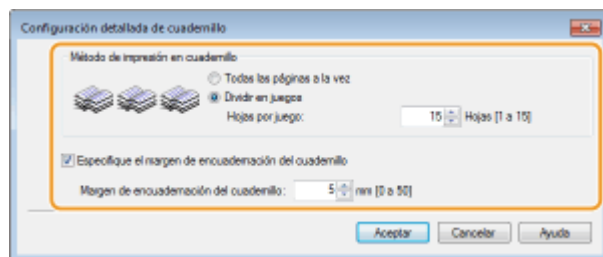 Configuración detallada de cuadernillo
Método de impresión en cuadernillo
Todas las páginas a la vez
Dividir en juegos
Hojas por juego: 15 Hojas [1 a 15]
Especifique el margen de encuadernación del cuadernillo
Margen de encuadernación del cuadernillo: 5 mm [0 a 50]
Aceptar Cancelar Ayuda